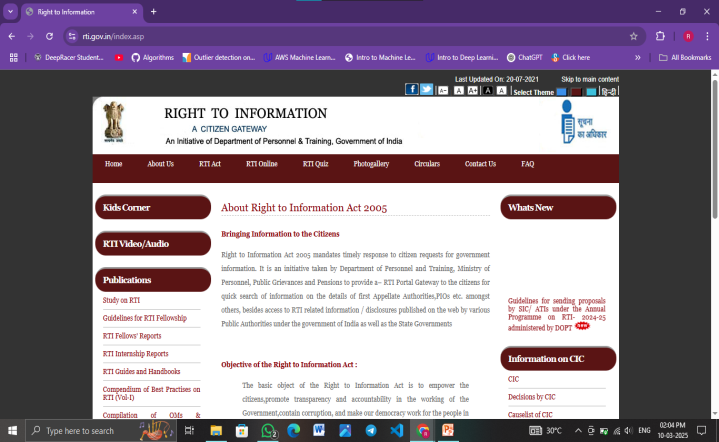 Right to Information
rti.gov.in/index.asp
DeepRacer Student...
Algorithms
Outlier detection on...
AWS Machine Learn...
Intro to Machine Le...
Intro to Deep Learni...
ChatGPT
Click here
All Bookmarks
Last Updated On: 20-07-2021 Skip to main content
A- A A+ A A Select Theme हिन्दी
RIGHT TO INFORMATION
A CITIZEN GATEWAY
An Initiative of Department of Personnel & Training, Government of India
सूचना
का अधिकार
Home About Us RTI Act RTI Online RTI Quiz Photogallery Circulars Contact Us FAQ
Kids Corner
RTI Video/Audio
Publications
Study on RTI
Guidelines for RTI Fellowship
RTI Fellows' Reports
RTI Internship Reports
RTI Guides and Handbooks
Compendium of Best Practises on
RTI (Vol-I)
Compilation of OMs &
About Right to Information Act 2005
Bringing Information to the Citizens
Right to Information Act 2005 mandates timely response to citizen requests for government
information. It is an initiative taken by Department of Personnel and Training, Ministry of
Personnel, Public Grievances and Pensions to provide a– RTI Portal Gateway to the citizens for
quick search of information on the details of first Appellate Authorities,PIOs etc. amongst
others, besides access to RTI related information / disclosures published on the web by various
Public Authorities under the government of India as well as the State Governments
Objective of the Right to Information Act :
The basic object of the Right to Information Act is to empower the
citizens,promote transparency and accountability in the working of the
Government,contain corruption, and make our democracy work for the people in
Whats New
Guidelines for sending proposals
by SIC/ ATIs under the Annual
Programme on RTI- 2024-25
administered by DOPT new
Information on CIC
CIC
Decisions by CIC
Causelist of CIC
Type here to search
30°C
ENG
02:04 PM
10-03-2025